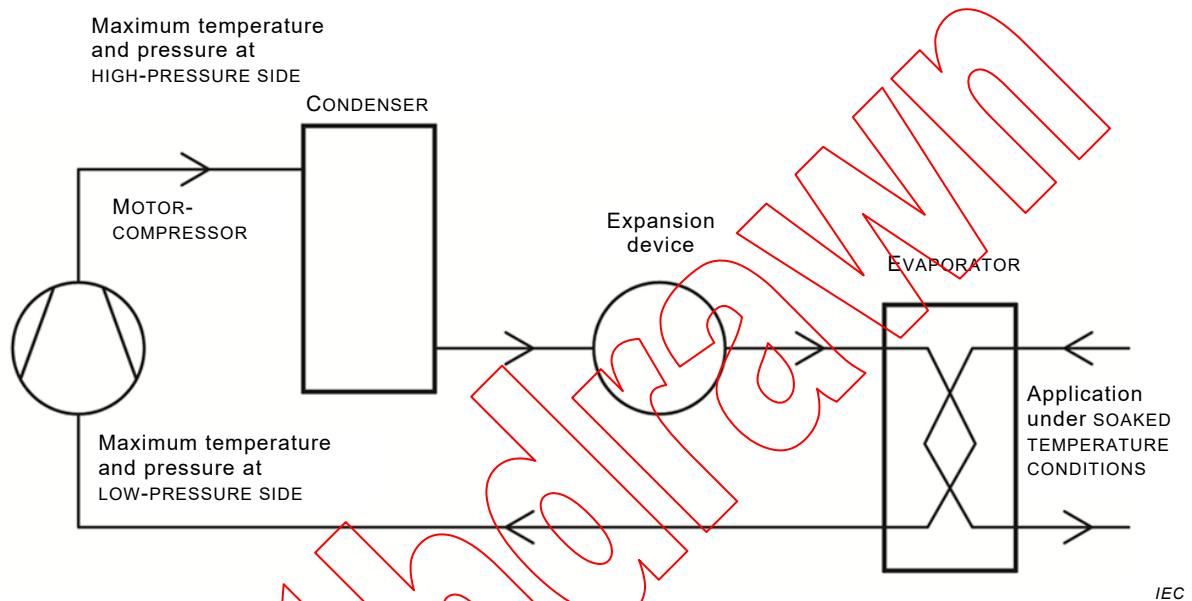 Maximum temperature
and pressure at
HIGH-PRESSURE SIDE
CONDENSER
MOTOR-
COMPRESSOR
Expansion
device
EVAPORATOR
Application
under SOAKED
TEMPERATURE
CONDITIONS
Maximum temperature
and pressure at
LOW-PRESSURE SIDE
IEC